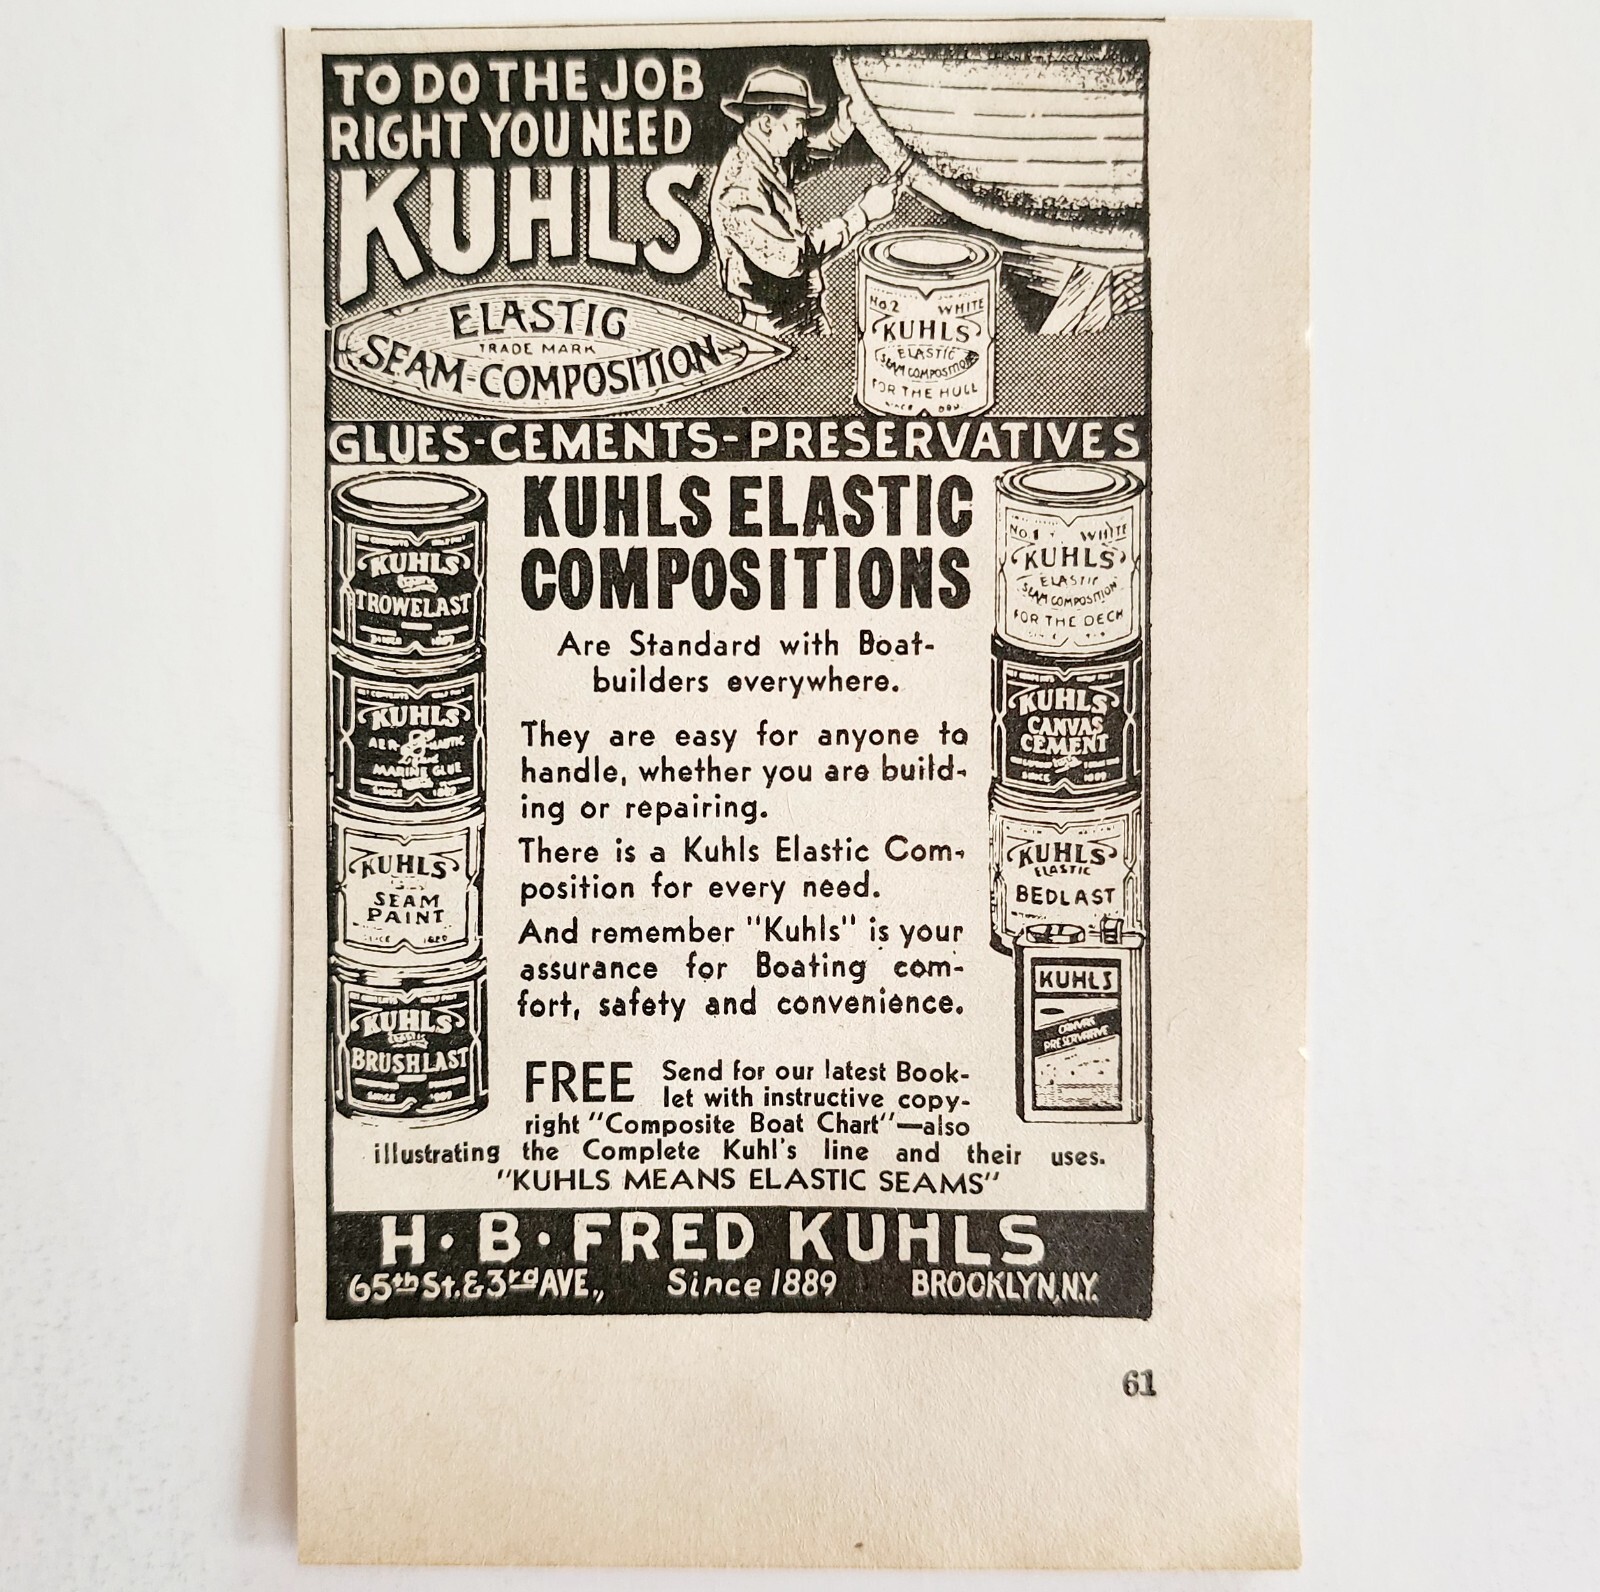 TO DO THE JOB
RIGHT YOU NEED
KUHLS
ELASTIC
TRADE MARK
SEAM-COMPOSITION
No.2 WHITE
KUHLS
ELASTIC
SEAM COMPOSITION
FOR THE HULL
SINCE
GLUES-CEMENTS-PRESERVATIVES
KUHLS
TROWELAST
KUHLS
MARINE GLUE
SINCE 1889
KUHLS
SEAM
PAINT
KUHLS
ELASTIC
BRUSHLAST
SINCE
KUHLS ELASTIC
COMPOSITIONS
Are Standard with Boat-
builders everywhere.
They are easy for anyone to
handle, whether you are build-
ing or repairing.
There is a Kuhls Elastic Com-
position for every need.
And remember "Kuhls" is your
assurance for Boating com-
fort, safety and convenience.
No.1 WHITE
KUHLS
ELASTIC
SEAM COMPOSITION
FOR THE DECK
KUHLS
CANVAS
CEMENT
SINCE 1889
KUHLS
ELASTIC
BEDLAST
KUHLS
CANVAS
PRESERVATIVE
FREE Send for our latest Book-
let with instructive copy-
right "Composite Boat Chart"—also
illustrating the Complete Kuhl's line and their uses.
"KUHLS MEANS ELASTIC SEAMS"
H·B·FRED KUHLS
65th St. & 3rd AVE., Since 1889 BROOKLYN, N.Y.
61